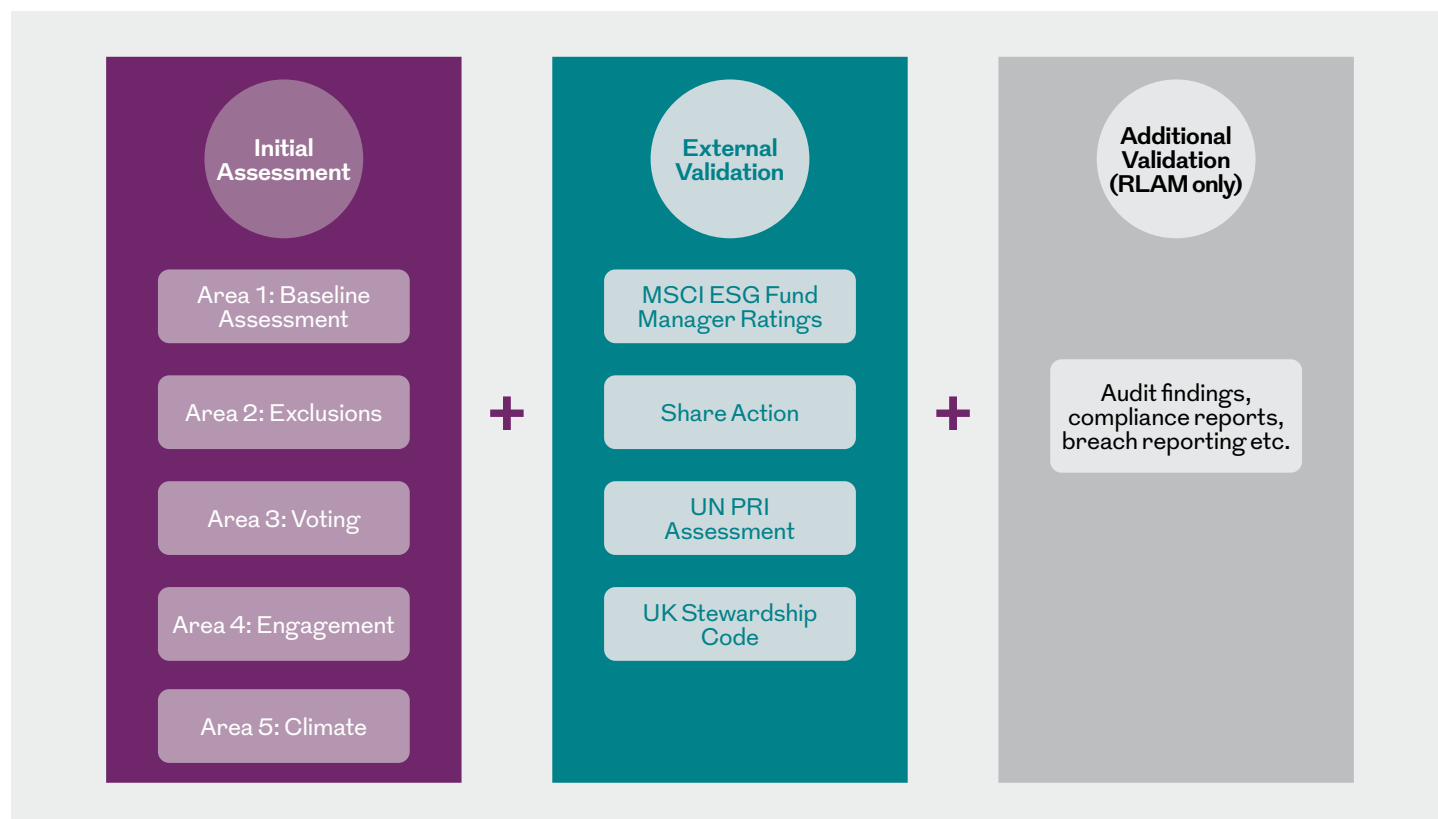 Initial
Assessment
Area 1: Baseline
Assessment
Area 2: Exclusions
Area 3: Voting
Area 4: Engagement
Area 5: Climate
+
External
Validation
MSCI ESG Fund
Manager Ratings
Share Action
UN PRI
Assessment
UK Stewardship
Code
+
Additional
Validation
(RLAM only)
Audit findings,
compliance reports,
breach reporting etc.